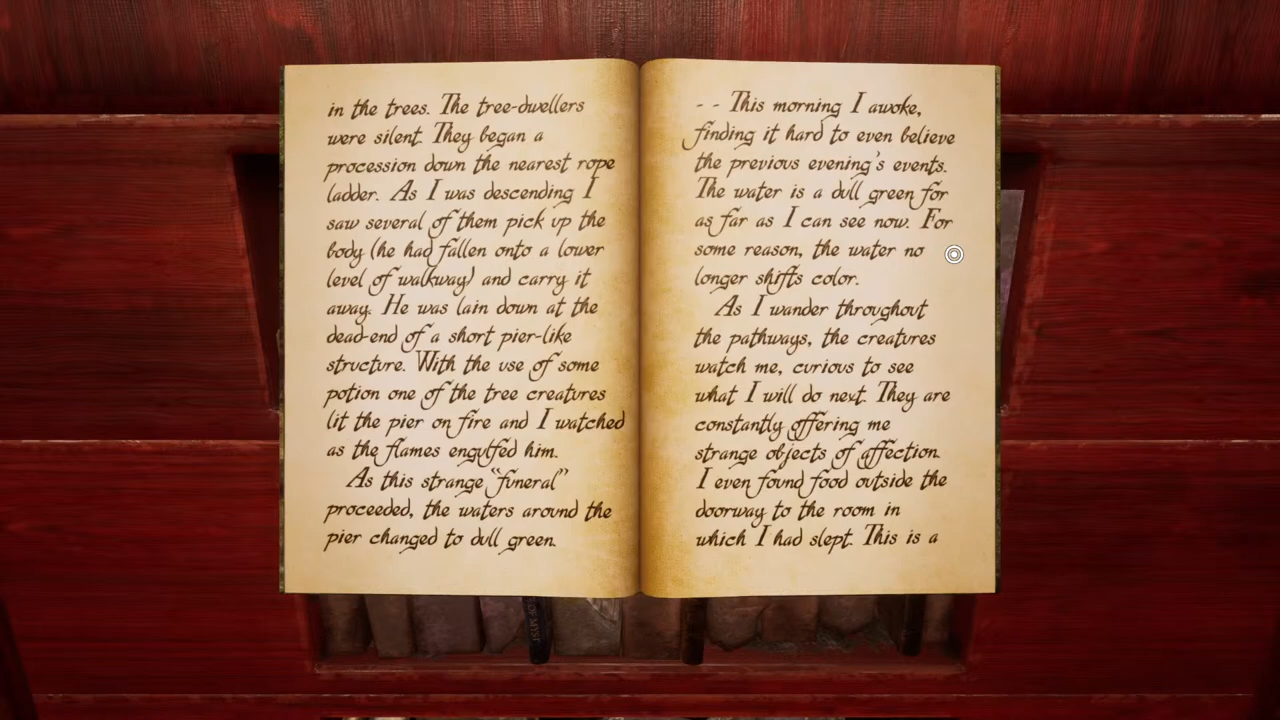 in the trees. The tree-dwellers
were silent. They began a
procession down the nearest rope
ladder. As I was descending I
saw several of them pick up the
body (he had fallen onto a lower
level of walkway) and carry it
away. He was lain down at the
dead-end of a short pier-like
structure. With the use of some
potion one of the tree creatures
lit the pier on fire and I watched
as the flames engulfed him.
As this strange "funeral"
proceeded, the waters around the
pier changed to dull green.
- - This morning I awoke,
finding it hard to even believe
the previous evening's events.
The water is a dull green for
as far as I can see now. For
some reason, the water no
longer shifts color.
As I wander throughout
the pathways, the creatures
watch me, curious to see
what I will do next. They are
constantly offering me
strange objects of affection.
I even found food outside the
doorway to the room in
which I had slept. This is a
OF MYST